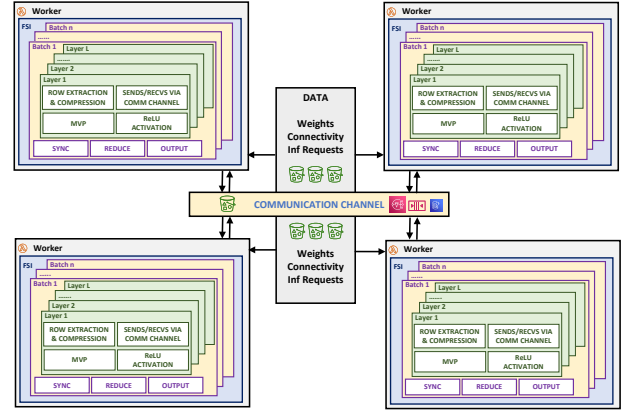 Worker
FSI
Batch n
......
Batch 1
Layer L
.......
Layer 2
Layer 1
ROW EXTRACTION
& COMPRESSION
SENDS/RECVS VIA
COMM CHANNEL
MVP
ReLU
ACTIVATION
SYNC
REDUCE
OUTPUT
DATA
Weights
Connectivity
Inf Requests
Worker
FSI
Batch n
......
Batch 1
Layer L
.......
Layer 2
Layer 1
ROW EXTRACTION
& COMPRESSION
SENDS/RECVS VIA
COMM CHANNEL
MVP
ReLU
ACTIVATION
SYNC
REDUCE
OUTPUT
COMMUNICATION CHANNEL
Worker
FSI
Batch n
......
Batch 1
Layer L
.......
Layer 2
Layer 1
ROW EXTRACTION
& COMPRESSION
SENDS/RECVS VIA
COMM CHANNEL
MVP
ReLU
ACTIVATION
SYNC
REDUCE
OUTPUT
Weights
Connectivity
Inf Requests
Worker
FSI
Batch n
......
Batch 1
Layer L
.......
Layer 2
Layer 1
ROW EXTRACTION
& COMPRESSION
SENDS/RECVS VIA
COMM CHANNEL
MVP
ReLU
ACTIVATION
SYNC
REDUCE
OUTPUT